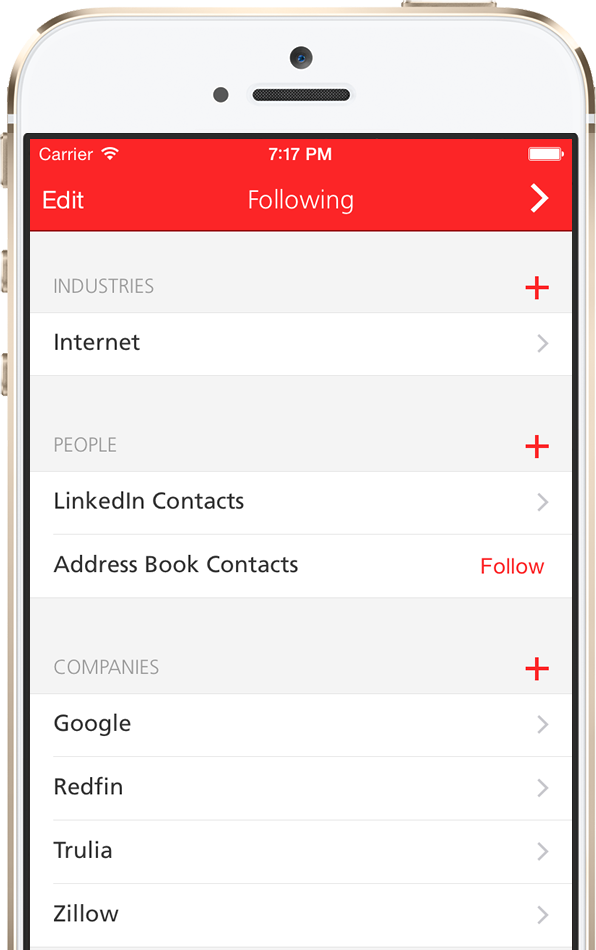 Carrier 7:17 PM
Edit Following
INDUSTRIES
Internet
PEOPLE
LinkedIn Contacts
Address Book Contacts Follow
COMPANIES
Google
Redfin
Trulia
Zillow